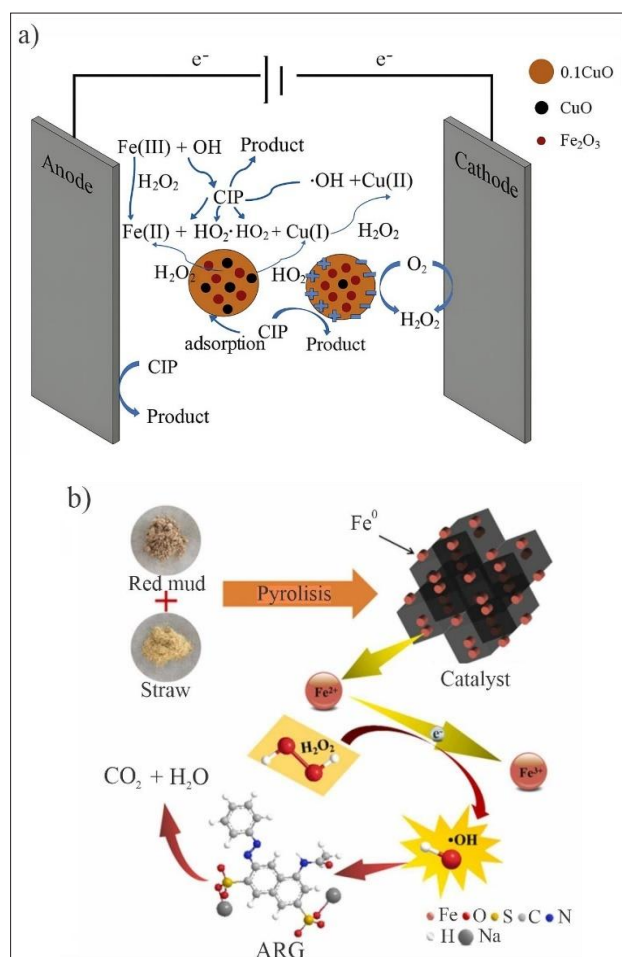 a)
e⁻ e⁻
0.1CuO
CuO
Fe₂O₃
Anode
Cathode
Fe(III) + OH
Product
H₂O₂
CIP
·OH +Cu(II)
Fe(II) + HO₂·HO₂ + Cu(I)
H₂O₂
H₂O₂
HO₂
O₂
H₂O₂
adsorption
CIP
Product
CIP
Product
b)
Fe⁰
Red mud
+
Pyrolisis
Straw
Catalyst
Fe²⁺
e⁻
H₂O₂
Fe³⁺
CO₂ + H₂O
•OH
ARG
Fe O S C N
H Na